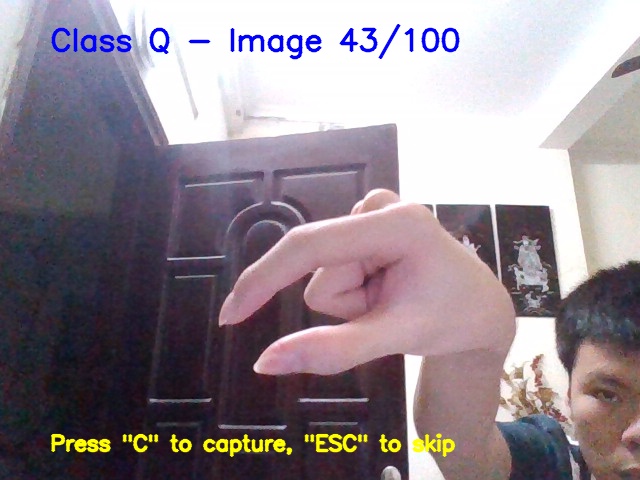 Class Q - Image 43/100
Press "C" to capture, "ESC" to skip